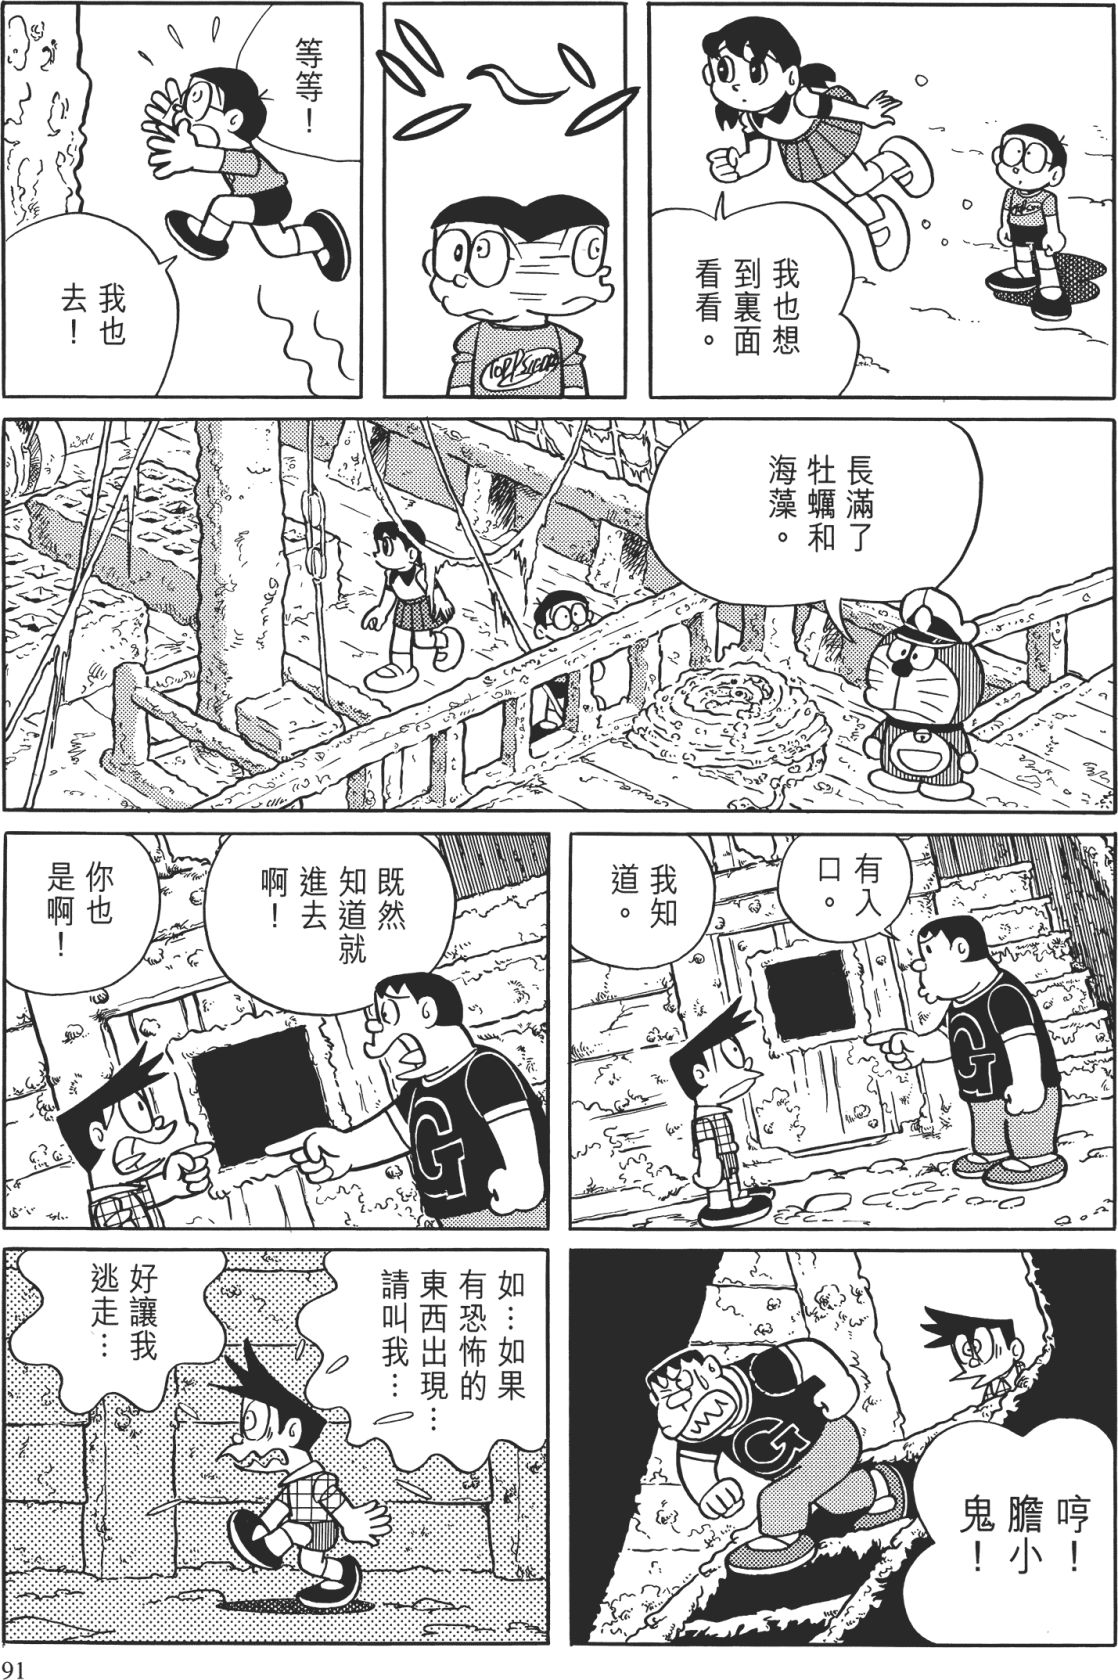 我也想
到裏面
看看。
TOP
等等！
我也
去！
長滿了
牡蠣和
海藻。
有入
口。
我知
道。
G
既然
知道就
進去
啊！
你也
是啊！
G
哼！
膽小
鬼！
G
如…如果
有恐怖的
東西出現…
請叫我…
好讓我
逃走…
91